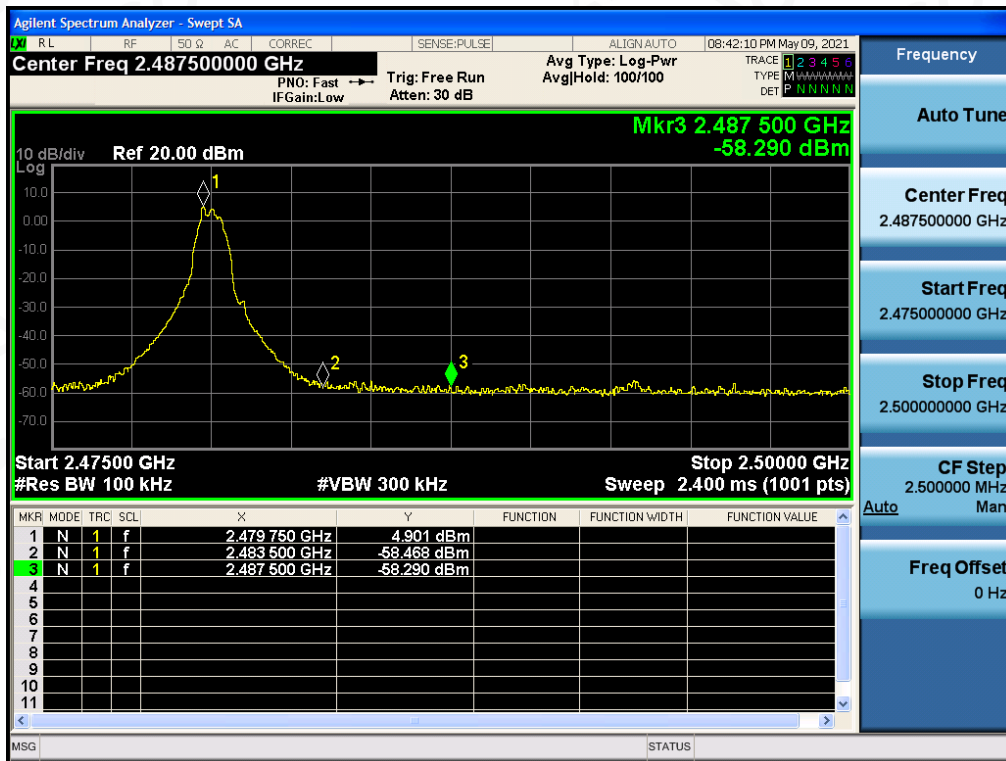 Agilent Spectrum Analyzer - Swept SA
LXI RL RF 50 Ω AC CORREC SENSE:PULSE ALIGN AUTO 08:42:10 PM May 09, 2021
Center Freq 2.487500000 GHz
PNO: Fast
IFGain:Low
Trig: Free Run
Atten: 30 dB
Avg Type: Log-Pwr
Avg|Hold: 100/100
TRACE 1 2 3 4 5 6
TYPE M
DET P N N N N N
Mkr3 2.487 500 GHz
-58.290 dBm
10 dB/div Ref 20.00 dBm
Log
10.0
0.00
-10.0
-20.0
-30.0
-40.0
-50.0
-60.0
-70.0
1
2
3
Start 2.47500 GHz Stop 2.50000 GHz
#Res BW 100 kHz #VBW 300 kHz Sweep 2.400 ms (1001 pts)
MKR MODE TRC SCL X Y FUNCTION FUNCTION WIDTH FUNCTION VALUE
1 N 1 f 2.479 750 GHz 4.901 dBm
2 N 1 f 2.483 500 GHz -58.468 dBm
3 N 1 f 2.487 500 GHz -58.290 dBm
4
5
6
7
8
9
10
11
MSG STATUS
Frequency
Auto Tune
Center Freq
2.487500000 GHz
Start Freq
2.475000000 GHz
Stop Freq
2.500000000 GHz
CF Step
2.500000 MHz
Auto Man
Freq Offset
0 Hz